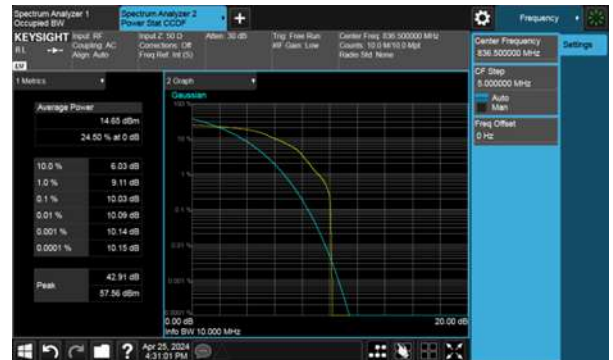 Spectrum Analyzer 1
Occupied BW
Spectrum Analyzer 2
Power Stat CCDF
+
Frequency
KEYSIGHT
RL
Input: RF
Coupling: AC
Align: Auto
Input Z: 50 Ω
Corrections: Off
Freq Ref: Int (S)
Atten: 30 dB
Trig: Free Run
#IF Gain: Low
Center Freq: 836.500000 MHz
Counts: 10.0 M/10.0 Mpt
Radio Std: None
Center Frequency
836.500000 MHz
Settings
CF Step
5.000000 MHz
Auto
Man
Freq Offset
0 Hz
1 Metrics
Average Power
14.65 dBm
24.50 % at 0 dB
10.0 % 6.03 dB
1.0 % 9.11 dB
0.1 % 10.03 dB
0.01 % 10.09 dB
0.001 % 10.14 dB
0.0001 % 10.15 dB
Peak
42.91 dB
57.56 dBm
2 Graph
Gaussian
100 %
10 %
1 %
0.1 %
0.01 %
0.001 %
0.0001 %
0.00 dB
20.00 dB
Info BW 10.000 MHz
?
Apr 25, 2024
4:31:01 PM